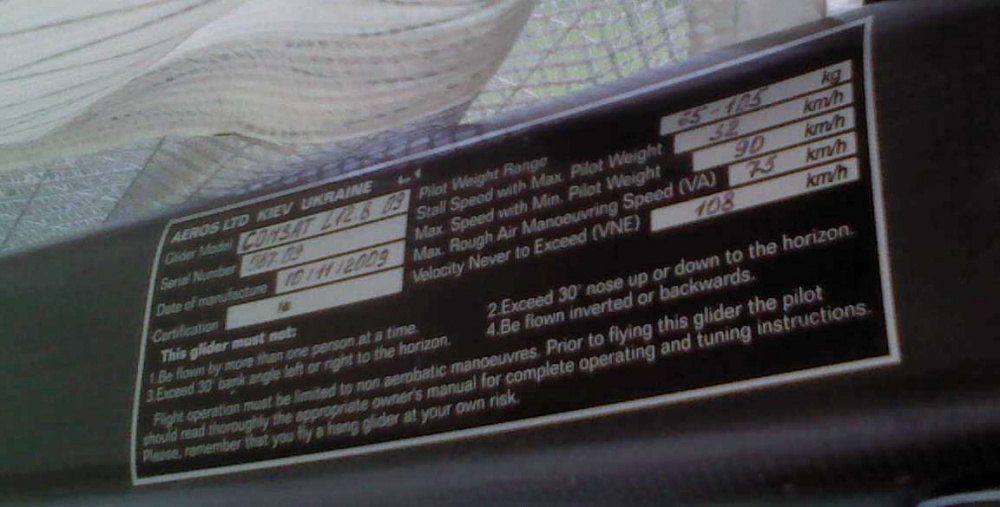 AEROS LTD KIEV UKRAINE
Glider Model COMBAT L12.8 09
Serial Number 047.09
Date of manufacture 10/11/2009
Certification
Pilot Weight Range 65-105 kg
Stall Speed with Max. Pilot Weight 32 km/h
Max. Speed with Min. Pilot Weight 90 km/h
Max. Rough Air Manoeuvring Speed (VA) 75 km/h
Velocity Never to Exceed (VNE) 108 km/h
This glider must not:
1.Be flown by more than one person at a time.
2.Exceed 30° nose up or down to the horizon.
3.Exceed 30° bank angle left or right to the horizon.
4.Be flown inverted or backwards.
Flight operation must be limited to non aerobatic manoeuvres. Prior to flying this glider the pilot
should read thoroughly the appropriate owner's manual for complete operating and tuning instructions.
Please, remember that you fly a hang glider at your own risk.